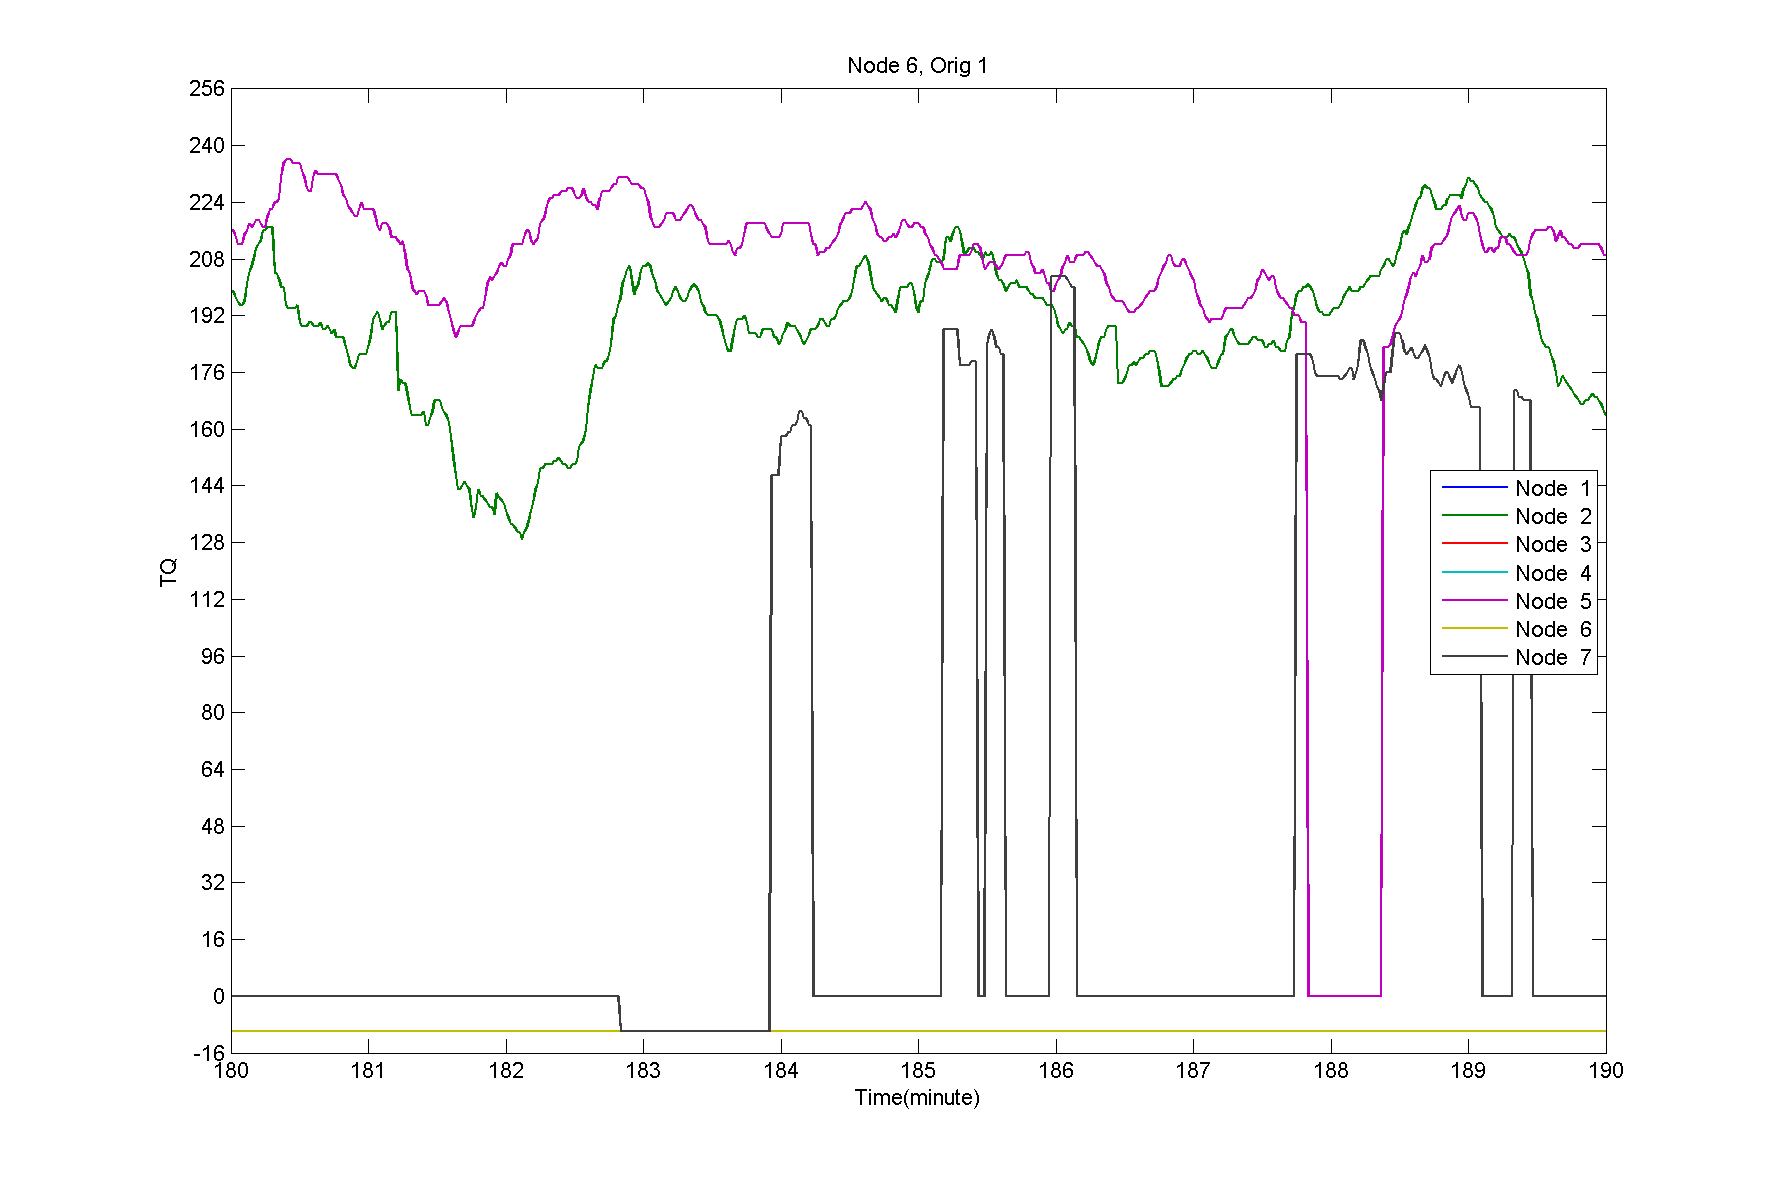 Node 6, Orig 1
256
240
224
208
192
176
160
144
128
112
96
80
64
48
32
16
0
-16
TQ
Node 1
Node 2
Node 3
Node 4
Node 5
Node 6
Node 7
180 181 182 183 184 185 186 187 188 189 190
Time(minute)